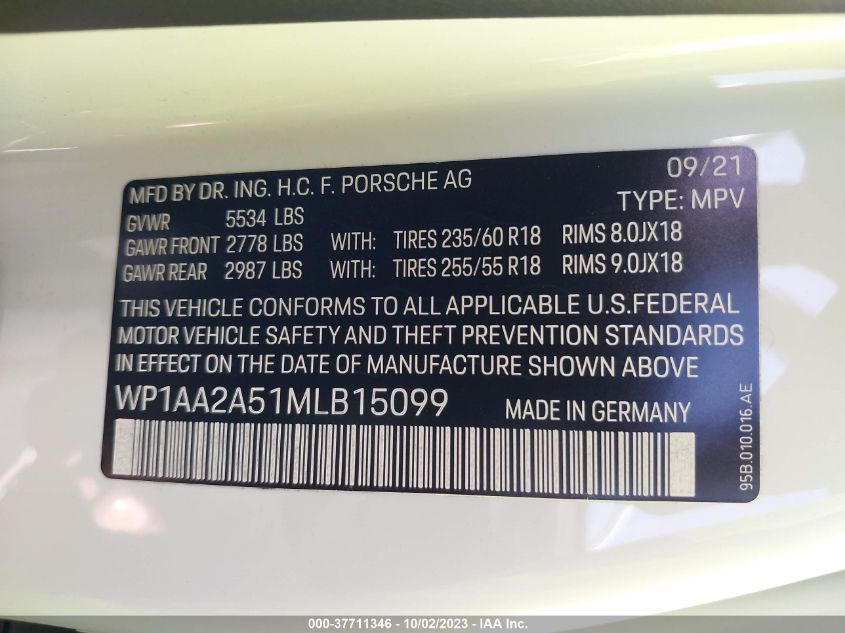 MFD BY DR. ING. H.C. F. PORSCHE AG 09/21
GVWR 5534 LBS TYPE: MPV
GAWR FRONT 2778 LBS WITH: TIRES 235/60 R18 RIMS 8.0JX18
GAWR REAR 2987 LBS WITH: TIRES 255/55 R18 RIMS 9.0JX18
THIS VEHICLE CONFORMS TO ALL APPLICABLE U.S.FEDERAL
MOTOR VEHICLE SAFETY AND THEFT PREVENTION STANDARDS
IN EFFECT ON THE DATE OF MANUFACTURE SHOWN ABOVE
WP1AA2A51MLB15099 MADE IN GERMANY
95B.010.016.AE
000-37711346 - 10/02/2023 - IAA Inc.